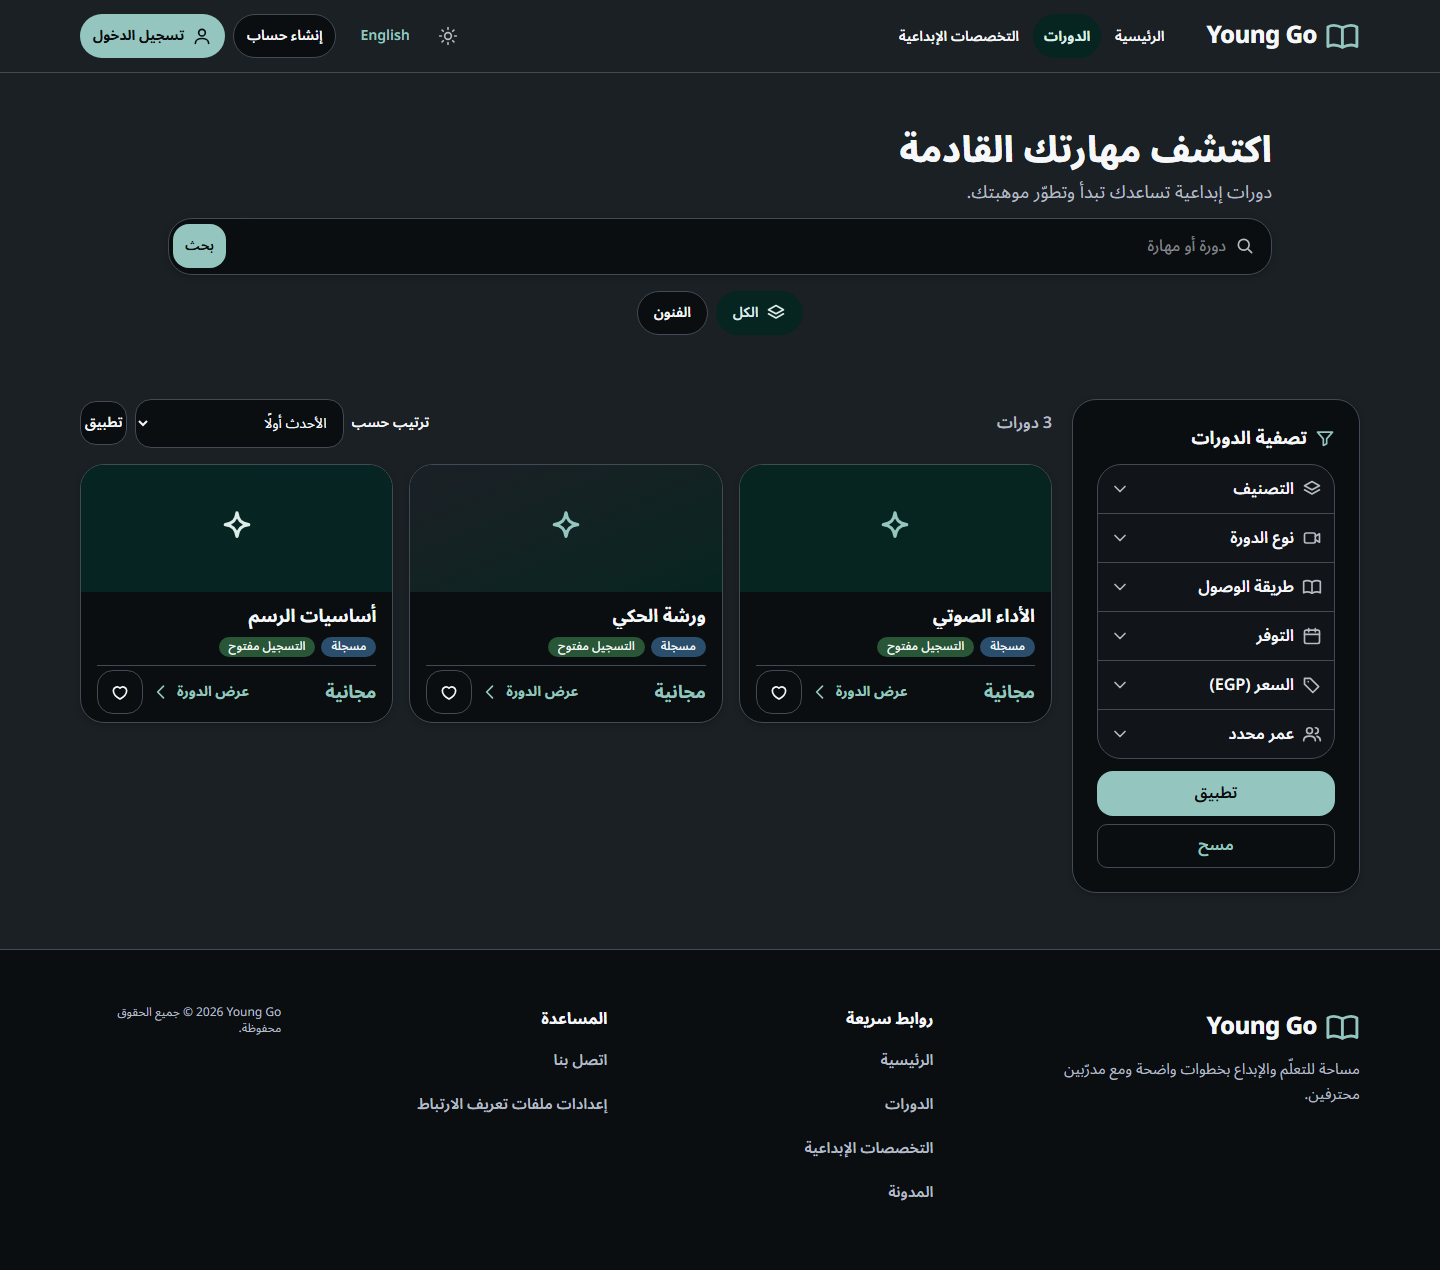 Young Go
الرئيسية
الدورات
التخصصات الإبداعية
English
إنشاء حساب
تسجيل الدخول
اكتشف مهارتك القادمة
دورات إبداعية تساعدك تبدأ وتطوّر موهبتك.
دورة أو مهارة
بحث
الكل
الفنون
تصفية الدورات
التصنيف
نوع الدورة
طريقة الوصول
التوفر
السعر (EGP)
عمر محدد
تطبيق
مسح
3 دورات
ترتيب حسب
الأحدث أولًا
تطبيق
الأداء الصوتي
مسجلة
التسجيل مفتوح
مجانية
عرض الدورة
ورشة الحكي
مسجلة
التسجيل مفتوح
مجانية
عرض الدورة
أساسيات الرسم
مسجلة
التسجيل مفتوح
مجانية
عرض الدورة
Young Go
مساحة للتعلّم والإبداع بخطوات واضحة ومع مدرّبين
محترفين.
روابط سريعة
الرئيسية
الدورات
التخصصات الإبداعية
المدونة
المساعدة
اتصل بنا
إعدادات ملفات تعريف الارتباط
Young Go 2026 © جميع الحقوق
محفوظة.